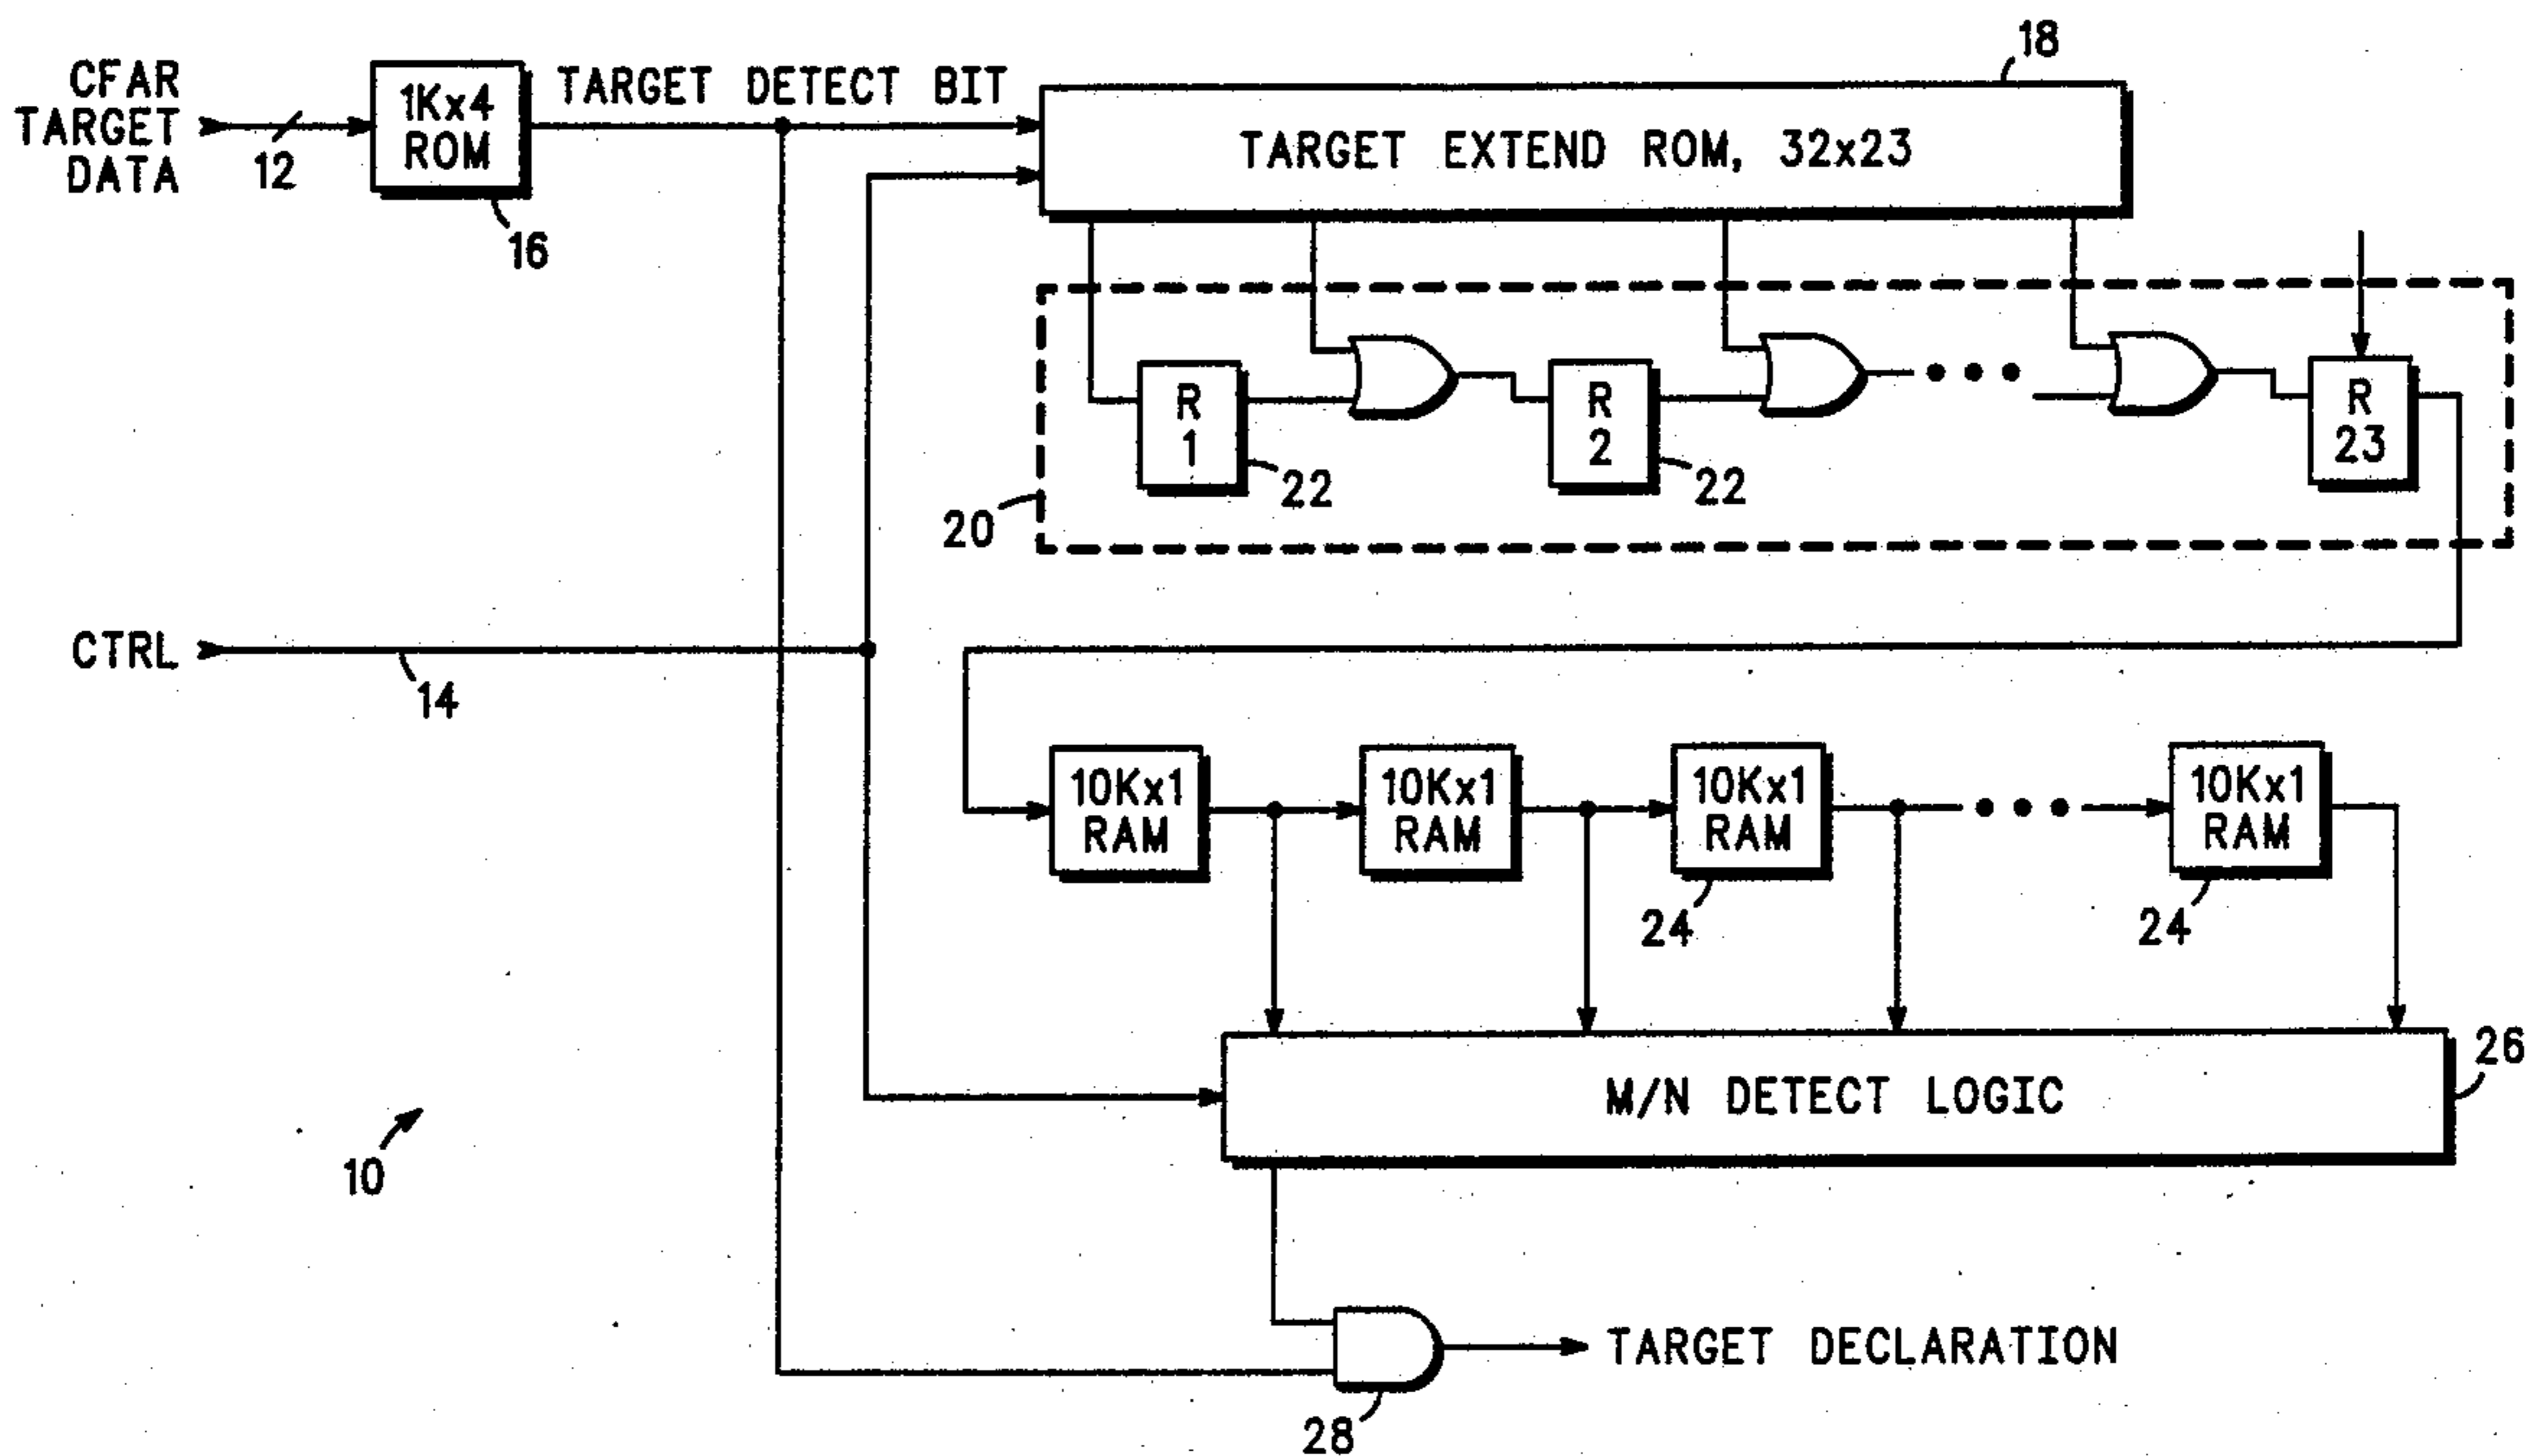 18
CFAR
TARGET
DATA
12
1Kx4
ROM
16
TARGET DETECT BIT
TARGET EXTEND ROM, 32x23
R
1
22
R
2
22
R
23
20
CTRL
14
10Kx1
RAM
10Kx1
RAM
10Kx1
RAM
24
10Kx1
RAM
24
M/N DETECT LOGIC
26
10
TARGET DECLARATION
28